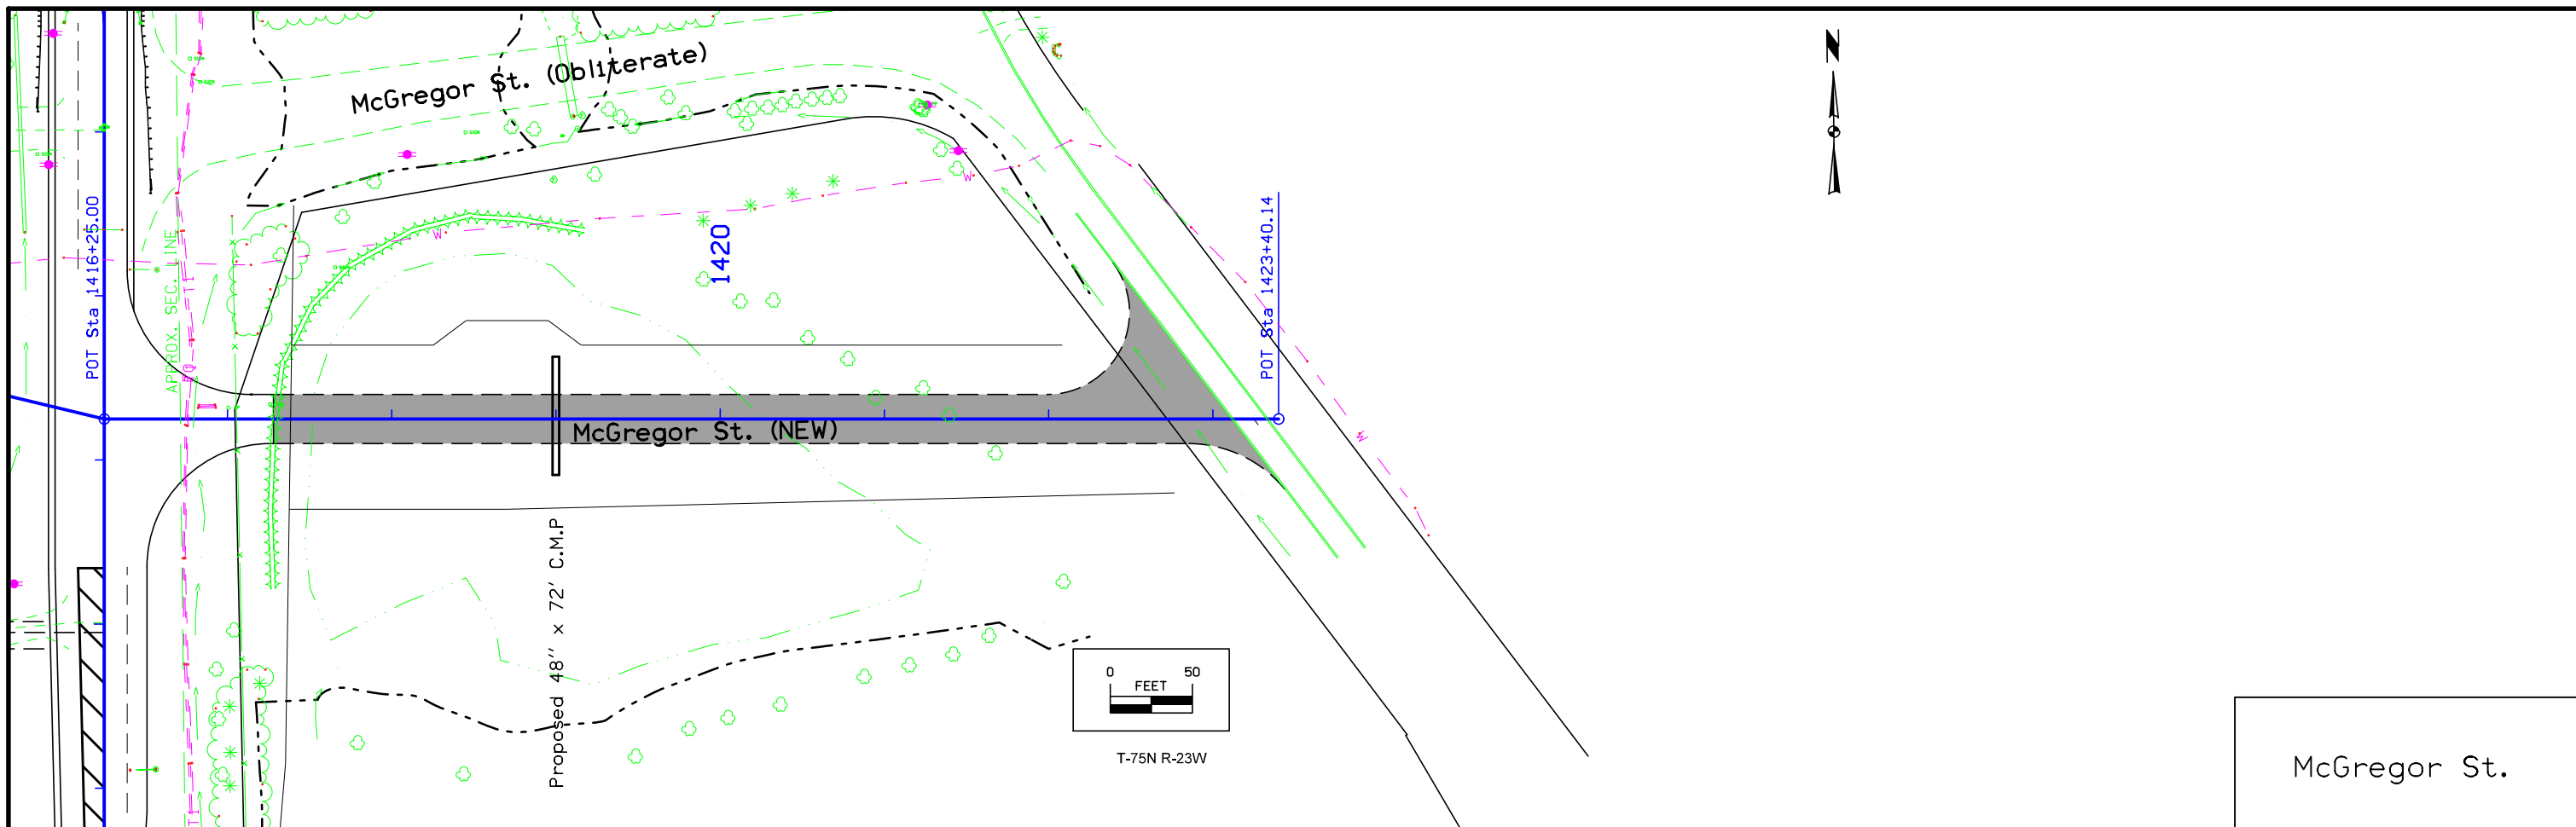 McGregor St. (Obliterate)
N
POT Sta 1416+25.00
APPROX. SEC. LINE
W
W
1420
POT Sta 1423+40.14
McGregor St. (NEW)
W
Proposed 48'' x 72' C.M.P
0 50
FEET
T-75N R-23W
McGregor St.